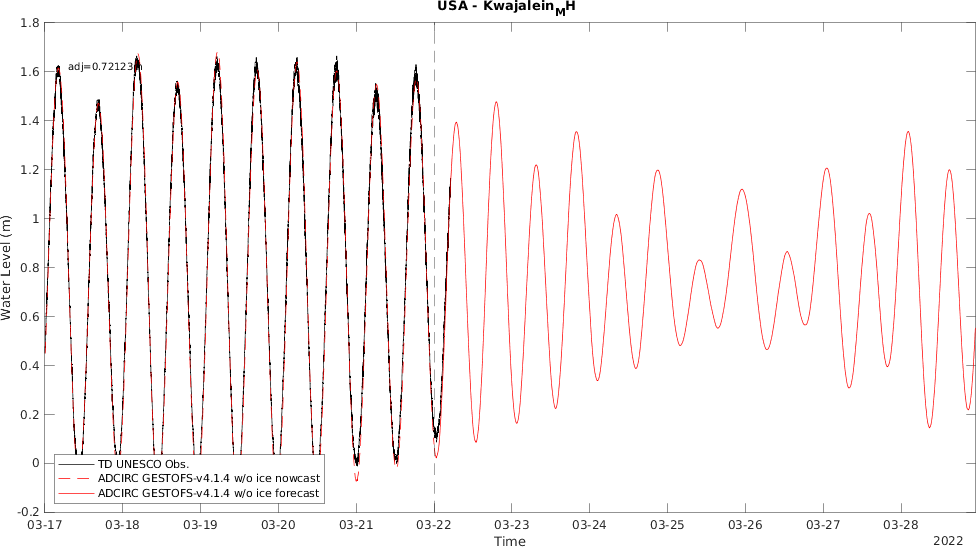 USA - Kwajalein_MH
1.8
1.6
1.4
1.2
1
0.8
0.6
0.4
0.2
0
-0.2
Water Level (m)
adj=0.72123m
TD UNESCO Obs.
ADCIRC GESTOFS-v4.1.4 w/o ice nowcast
ADCIRC GESTOFS-v4.1.4 w/o ice forecast
03-17 03-18 03-19 03-20 03-21 03-22 03-23 03-24 03-25 03-26 03-27 03-28
Time
2022